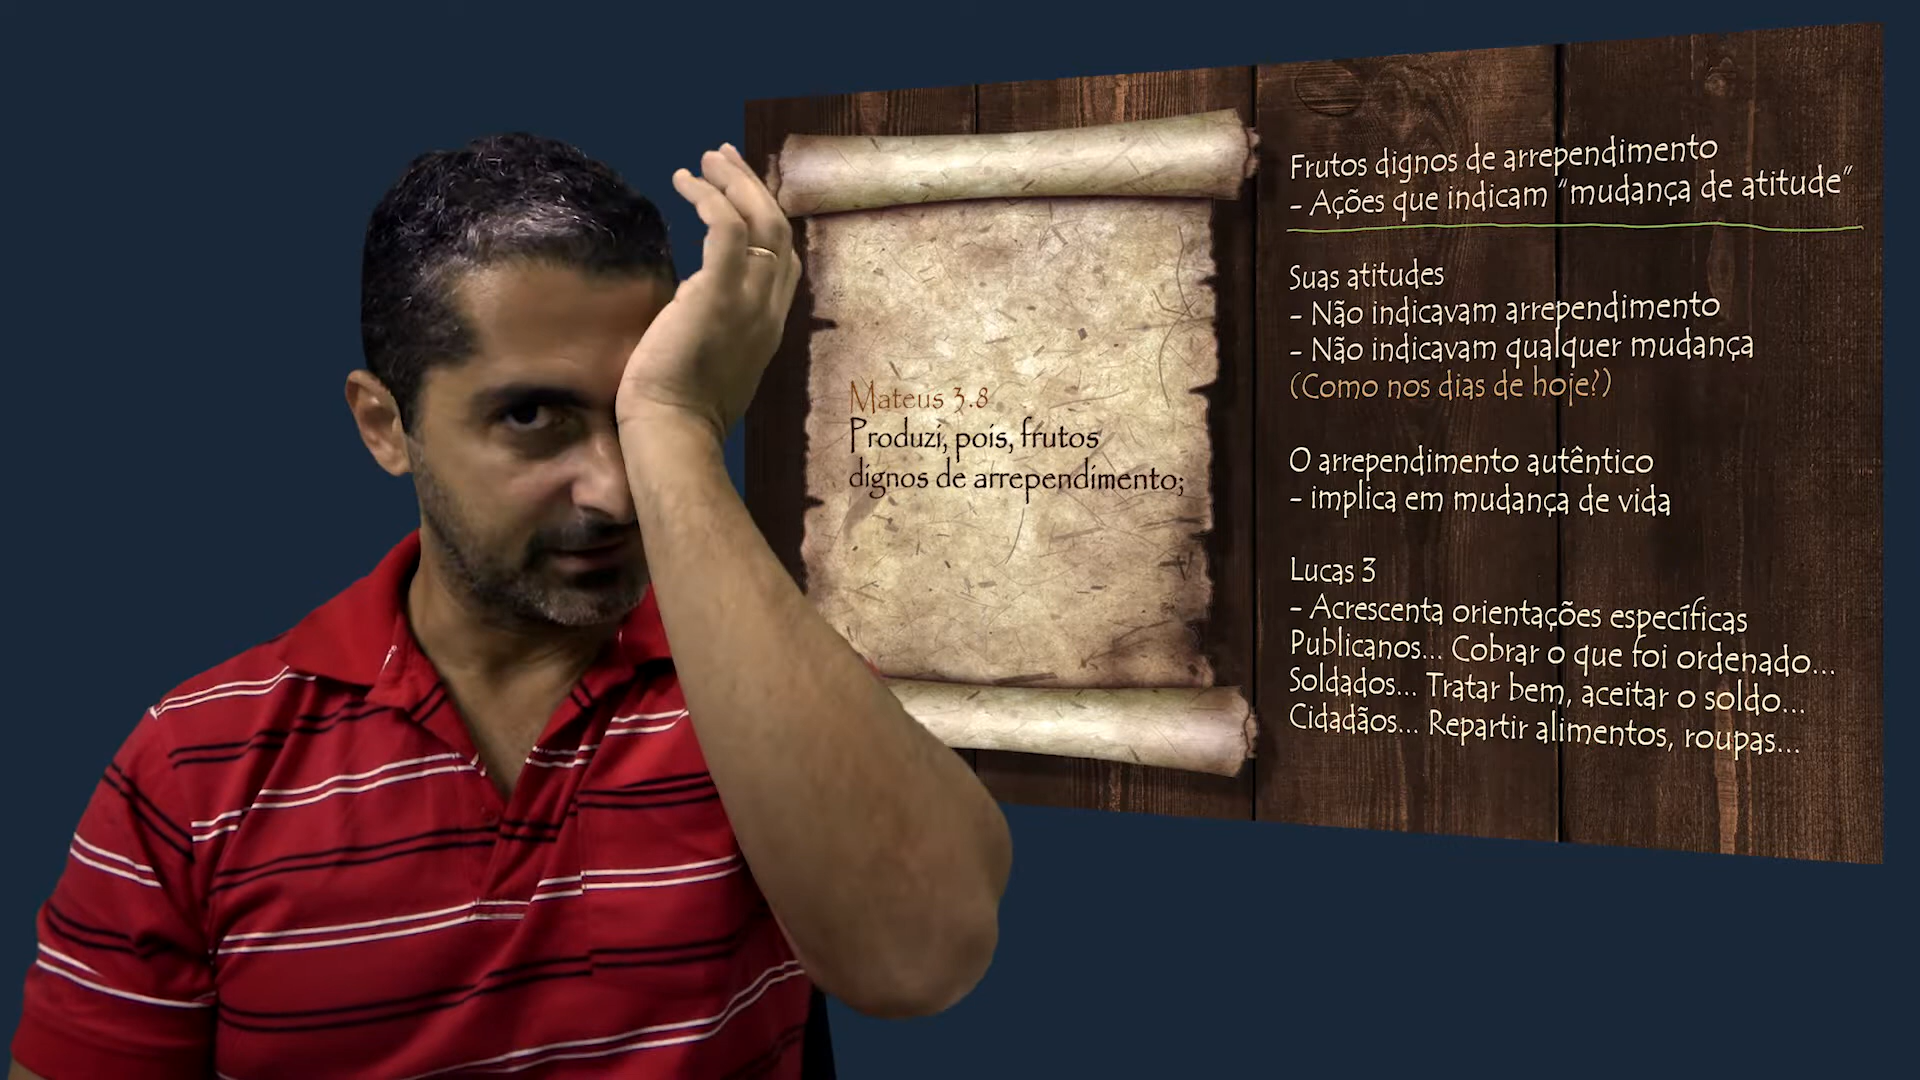 Mateus 3.8
Produzi, pois, frutos
dignos de arrependimento;
Frutos dignos de arrependimento
- Ações que indicam “mudança de atitude“
Suas atitudes
- Não indicavam arrependimento
- Não indicavam qualquer mudança
(Como nos dias de hoje?)
O arrependimento autêntico
- implica em mudança de vida
Lucas 3
- Acrescenta orientações específicas
Publicanos... Cobrar o que foi ordenado...
Soldados... Tratar bem, aceitar o soldo...
Cidadãos... Repartir alimentos, roupas...